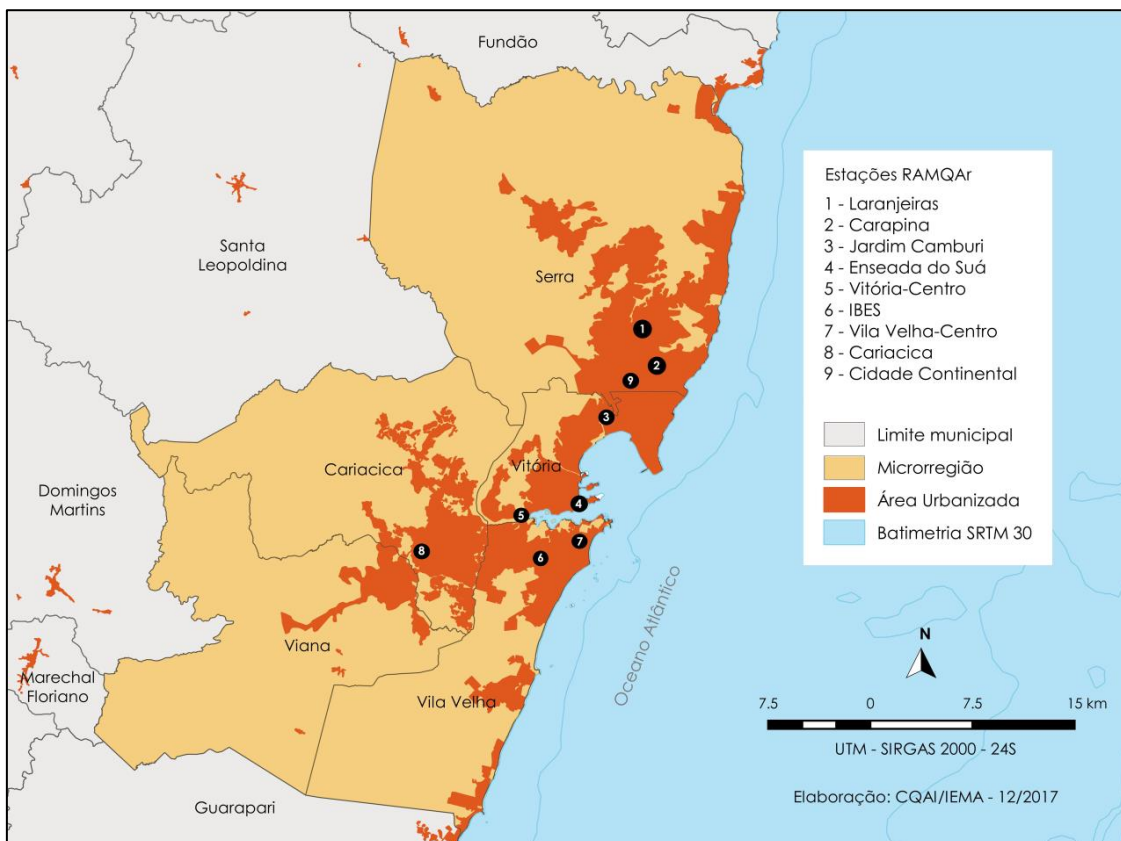 Fundão
Santa
Leopoldina
Serra
Estações RAMQAr
1 - Laranjeiras
2 - Carapina
3 - Jardim Camburi
4 - Enseada do Suá
5 - Vitória-Centro
6 - IBES
7 - Vila Velha-Centro
8 - Cariacica
9 - Cidade Continental
Limite municipal
Microrregião
Área Urbanizada
Batimetria SRTM 30
1
2
9
3
Cariacica
Vitória
Domingos
Martins
4
5
7
8
6
Oceano Atlântico
Viana
Marechal
Floriano
Vila Velha
N
7.5 0 7.5 15 km
UTM - SIRGAS 2000 - 24S
Elaboração: CQAI/IEMA - 12/2017
Guarapari